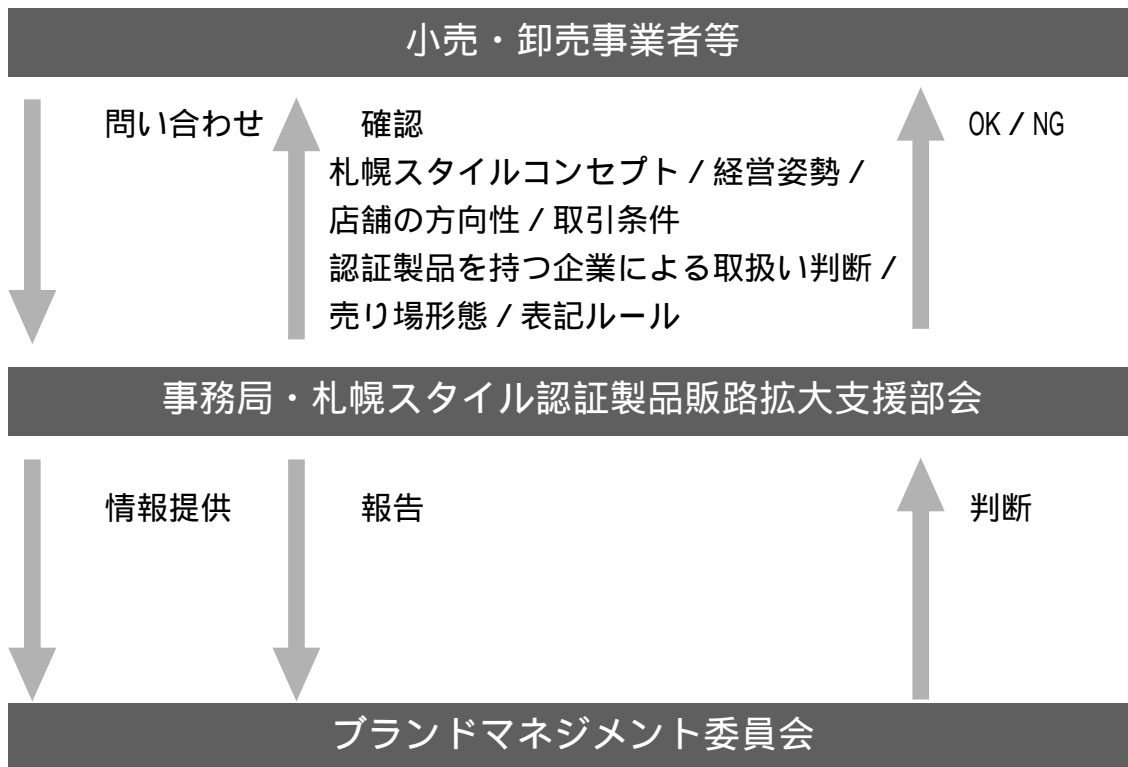 小売・卸売事業者等
問い合わせ
確認
OK / NG
札幌スタイルコンセプト / 経営姿勢 /
店舗の方向性 / 取引条件
認証製品を持つ企業による取扱い判断 /
売り場形態 / 表記ルール
事務局・札幌スタイル認証製品販路拡大支援部会
情報提供
報告
判断
ブランドマネジメント委員会